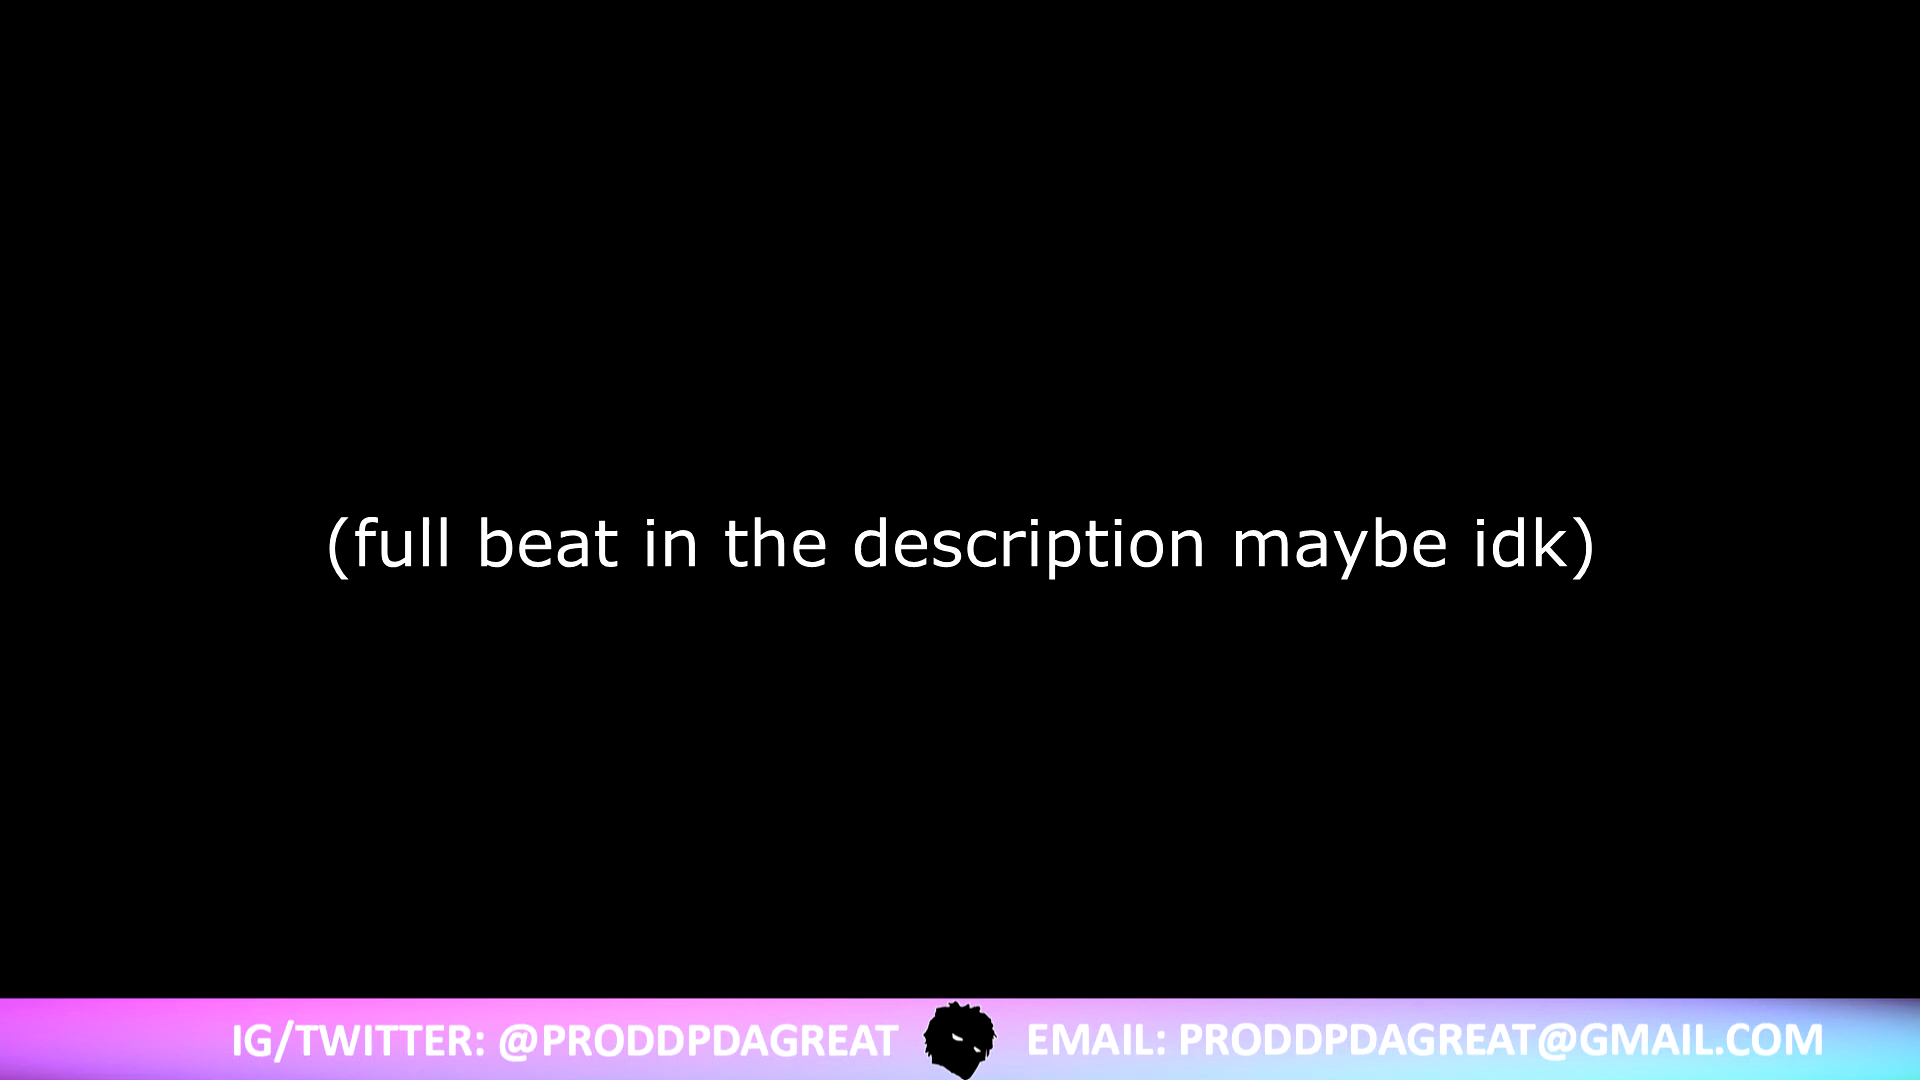 (full beat in the description maybe idk)
IG/TWITTER: @PRODDPDAGREAT EMAIL: PRODDPDAGREAT@GMAIL.COM